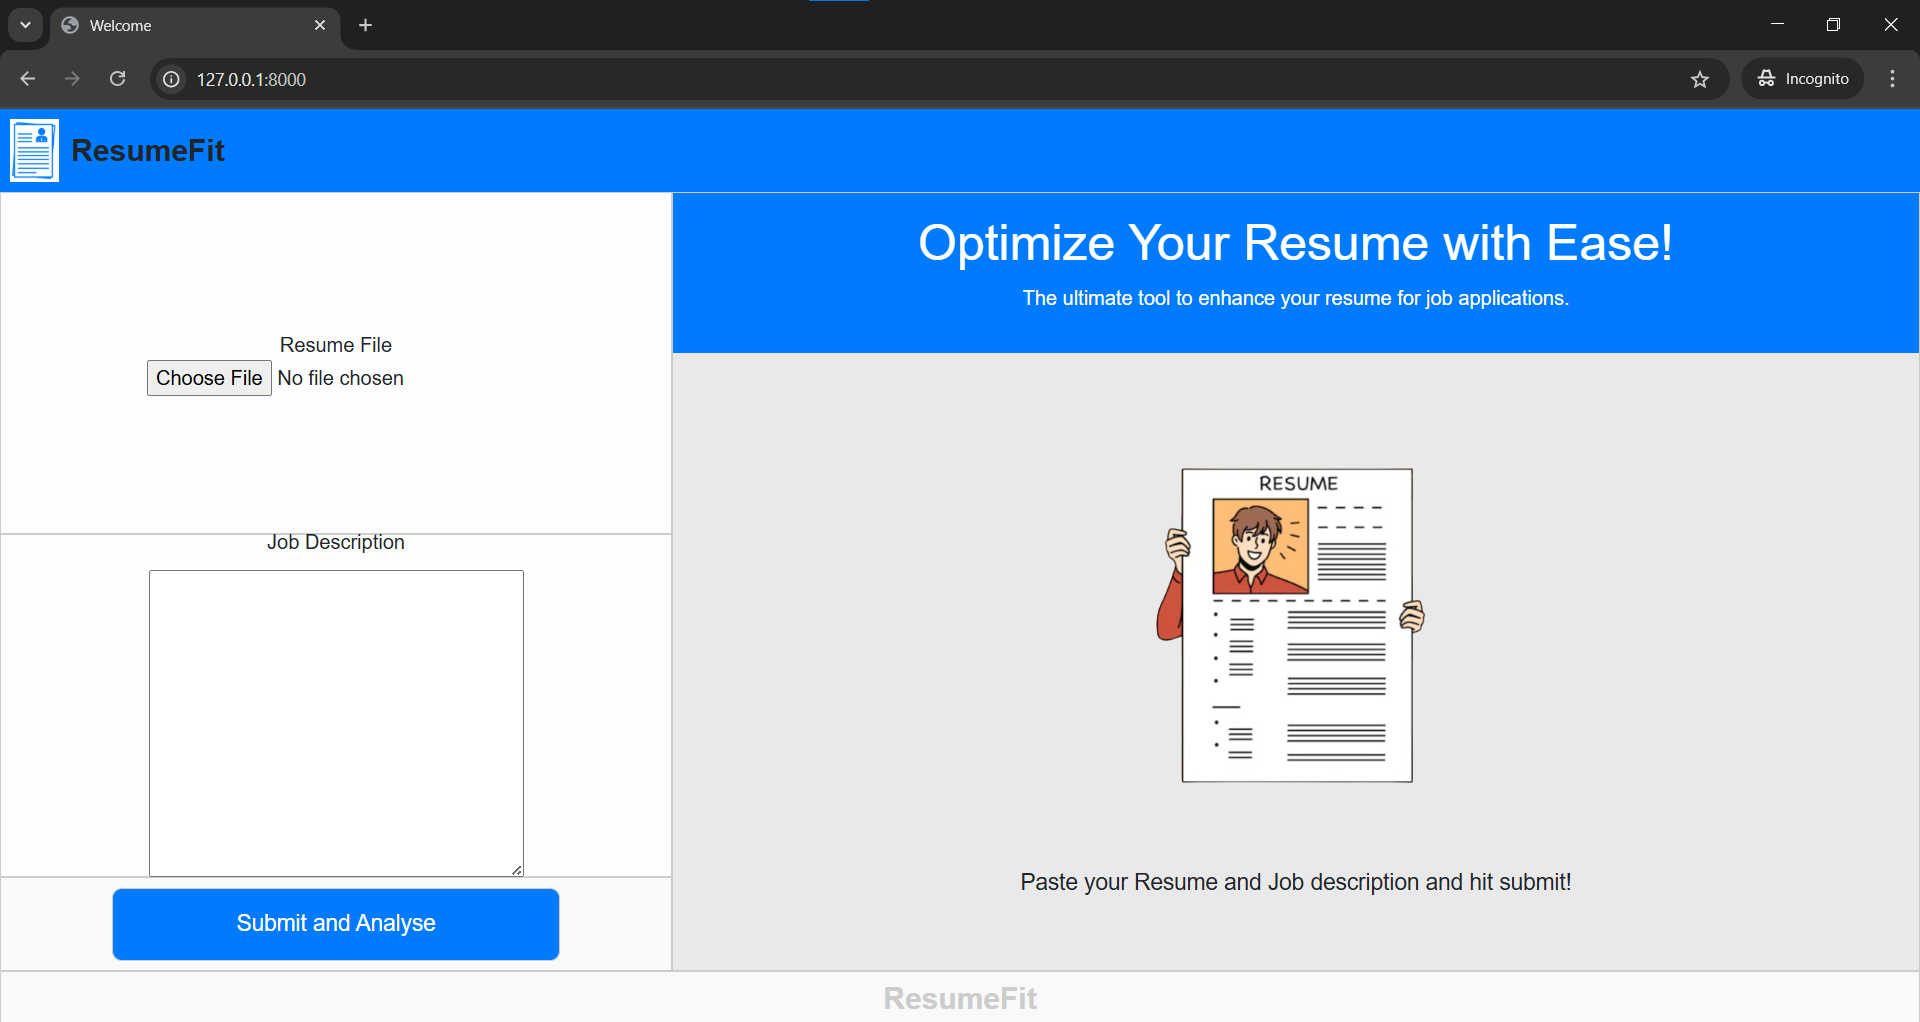 Welcome
127.0.0.1:8000
Incognito
ResumeFit
Optimize Your Resume with Ease!
The ultimate tool to enhance your resume for job applications.
Resume File
Choose File No file chosen
Job Description
RESUME
Paste your Resume and Job description and hit submit!
Submit and Analyse
ResumeFit